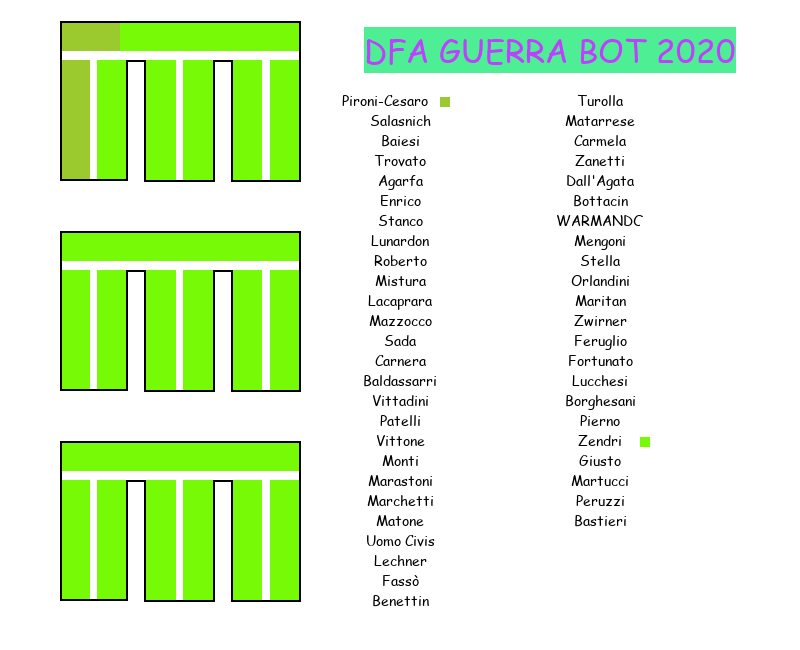 DFA GUERRA BOT 2020
Pironi-Cesaro
Salasnich
Baiesi
Trovato
Agarfa
Enrico
Stanco
Lunardon
Roberto
Mistura
Lacaprara
Mazzocco
Sada
Carnera
Baldassarri
Vittadini
Patelli
Vittone
Monti
Marastoni
Marchetti
Matone
Uomo Civis
Lechner
Fassò
Benettin
Turolla
Matarrese
Carmela
Zanetti
Dall'Agata
Bottacin
WARMANDC
Mengoni
Stella
Orlandini
Maritan
Zwirner
Feruglio
Fortunato
Lucchesi
Borghesani
Pierno
Zendri
Giusto
Martucci
Peruzzi
Bastieri